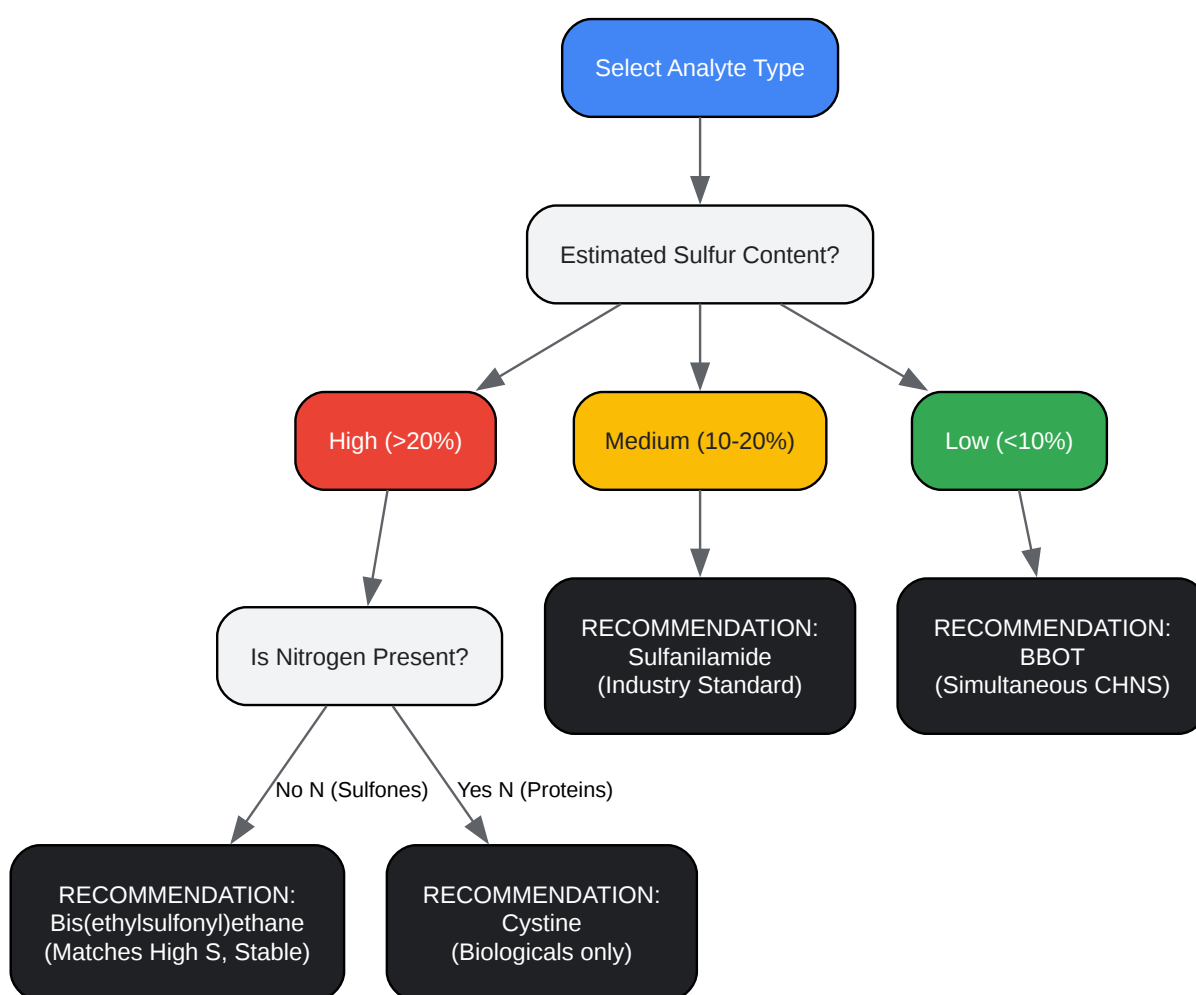 Select Analyte Type
Estimated Sulfur Content?
High (>20%)
Medium (10-20%)
Low (<10%)
Is Nitrogen Present?
RECOMMENDATION:
Sulfanilamide
(Industry Standard)
RECOMMENDATION:
BBOT
(Simultaneous CHNS)
No N (Sulfones)
Yes N (Proteins)
RECOMMENDATION:
Bis(ethylsulfonyl)ethane
(Matches High S, Stable)
RECOMMENDATION:
Cystine
(Biologicals only)